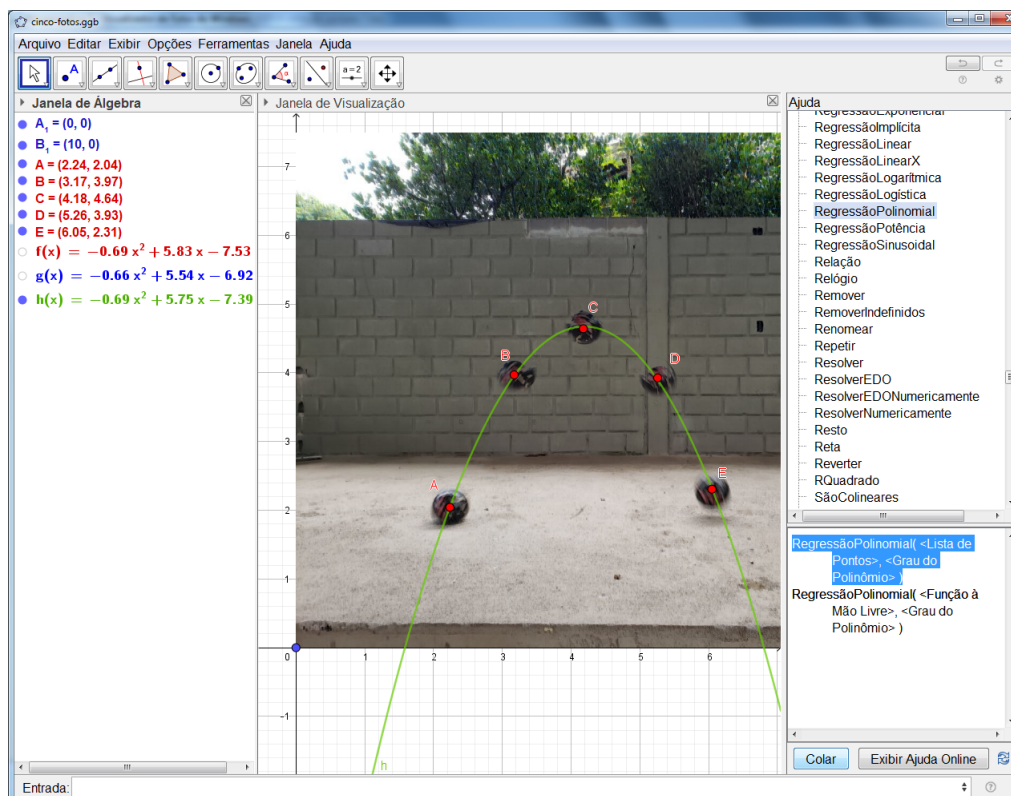 cinco-fotos.ggb
Arquivo Editar Exibir Opções Ferramentas Janela Ajuda
A
a=2
Janela de Álgebra
A₁ = (0, 0)
B₁ = (10, 0)
A = (2.24, 2.04)
B = (3.17, 3.97)
C = (4.18, 4.64)
D = (5.26, 3.93)
E = (6.05, 2.31)
f(x) = −0.69 x² + 5.83 x − 7.53
g(x) = −0.66 x² + 5.54 x − 6.92
h(x) = −0.69 x² + 5.75 x − 7.39
Janela de Visualização
7
6
5
4
3
2
1
0
-1
1 2 3 4 5 6
A
B
C
D
E
h
Ajuda
RegressãoExponencial
RegressãoImplícita
RegressãoLinear
RegressãoLinearX
RegressãoLogarítmica
RegressãoLogística
RegressãoPolinomial
RegressãoPotência
RegressãoSinusoidal
Relação
Relógio
Remover
RemoverIndefinidos
Renomear
Repetir
Resolver
ResolverEDO
ResolverEDONumericamente
ResolverNumericamente
Resto
Reta
Reverter
RQuadrado
SãoColineares
RegressãoPolinomial( <Lista de
Pontos>, <Grau do
Polinômio> )
RegressãoPolinomial( <Função à
Mão Livre>, <Grau do
Polinômio> )
Colar
Exibir Ajuda Online
Entrada: